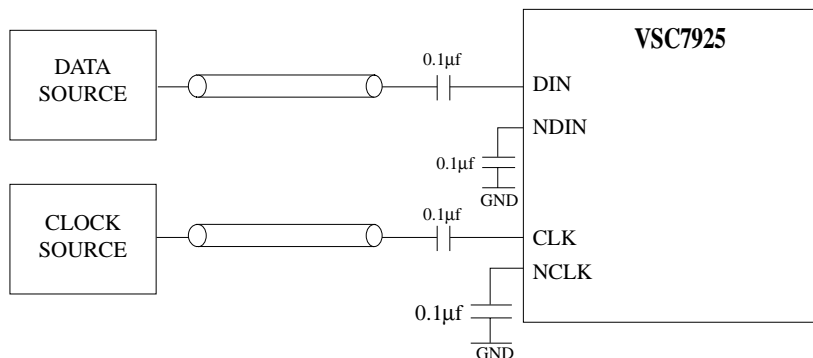 VSC7925
DATA
SOURCE
0.1μf
DIN
NDIN
0.1μf
GND
CLOCK
SOURCE
0.1μf
CLK
NCLK
0.1μf
GND